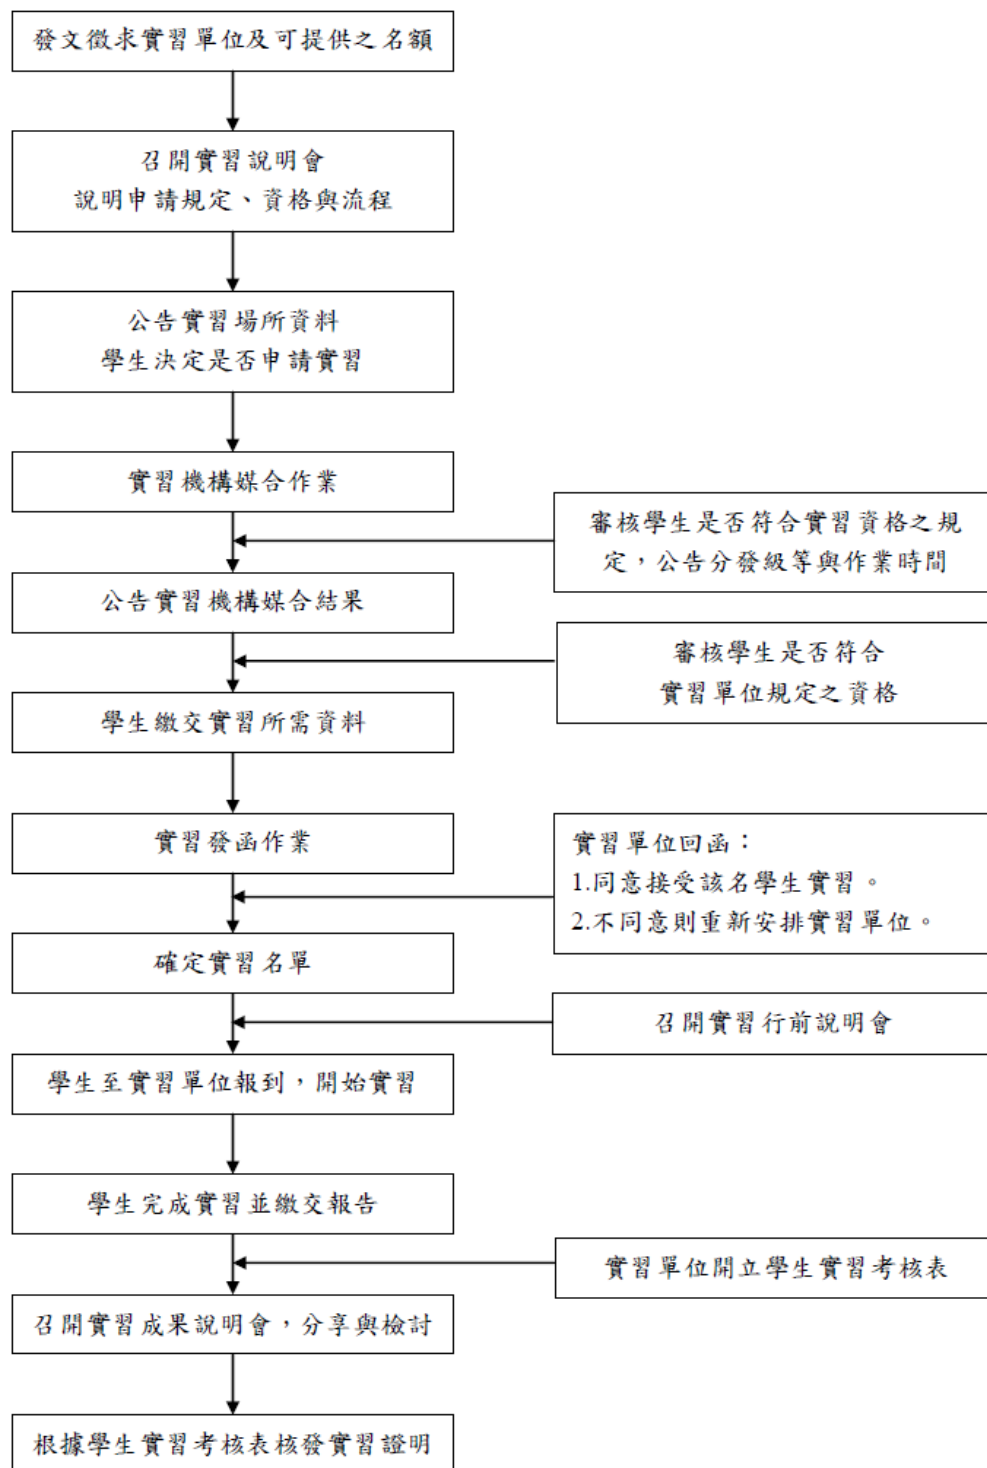 發文徵求實習單位及可提供之名額
召開實習說明會
說明申請規定、資格與流程
公告實習場所資料
學生決定是否申請實習
實習機構媒合作業
審核學生是否符合實習資格之規
定，公告分發級等與作業時間
公告實習機構媒合結果
審核學生是否符合
實習單位規定之資格
學生繳交實習所需資料
實習發函作業
實習單位回函：
1.同意接受該名學生實習。
2.不同意則重新安排實習單位。
確定實習名單
召開實習行前說明會
學生至實習單位報到，開始實習
學生完成實習並繳交報告
實習單位開立學生實習考核表
召開實習成果說明會，分享與檢討
根據學生實習考核表核發實習證明